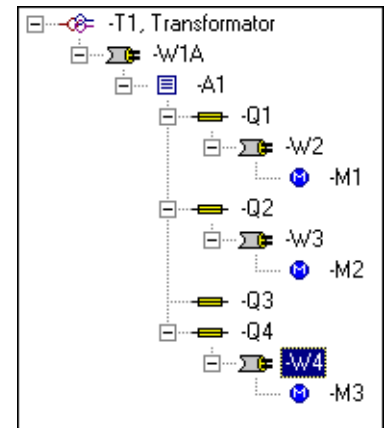 -T1, Transformator
-W1A
-A1
-Q1
-W2
M -M1
-Q2
-W3
M -M2
-Q3
-Q4
-W4
M -M3